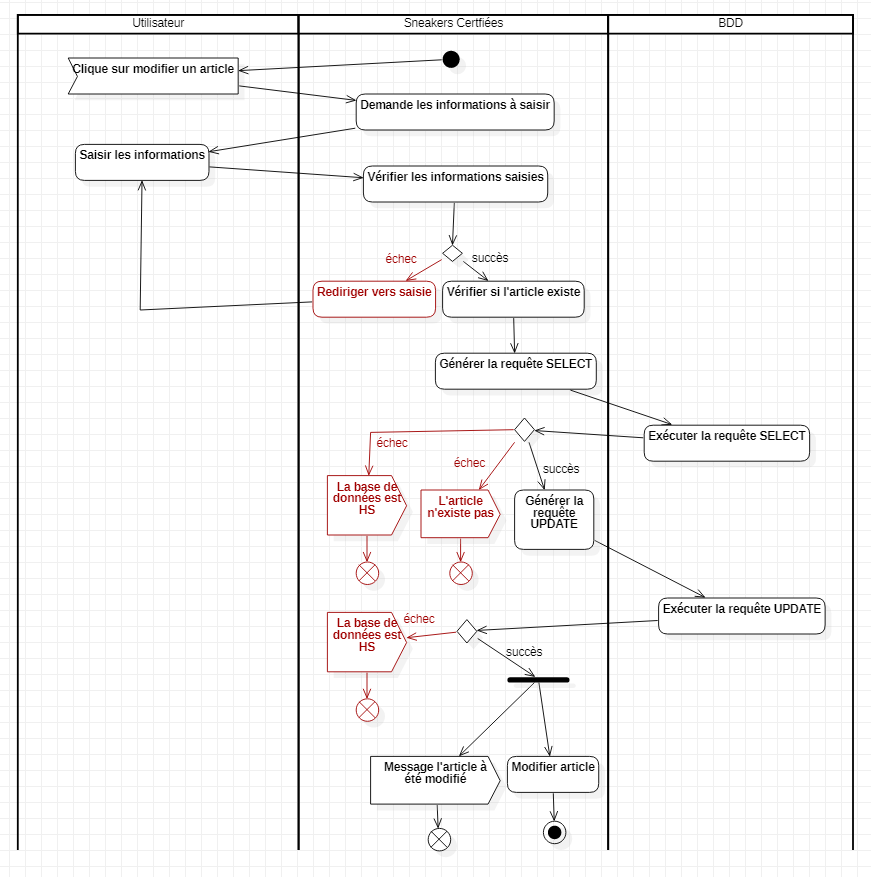 Utilisateur
Sneakers Certfiées
BDD
Clique sur modifier un article
Demande les informations à saisir
Saisir les informations
Vérifier les informations saisies
échec
succès
Rediriger vers saisie
Vérifier si l'article existe
Générer la requête SELECT
Exécuter la requête SELECT
échec
échec
succès
La base de
données est
HS
L'article
n'existe pas
Générer la
requête
UPDATE
Exécuter la requête UPDATE
échec
La base de
données est
HS
succès
Message l'article à
été modifié
Modifier article